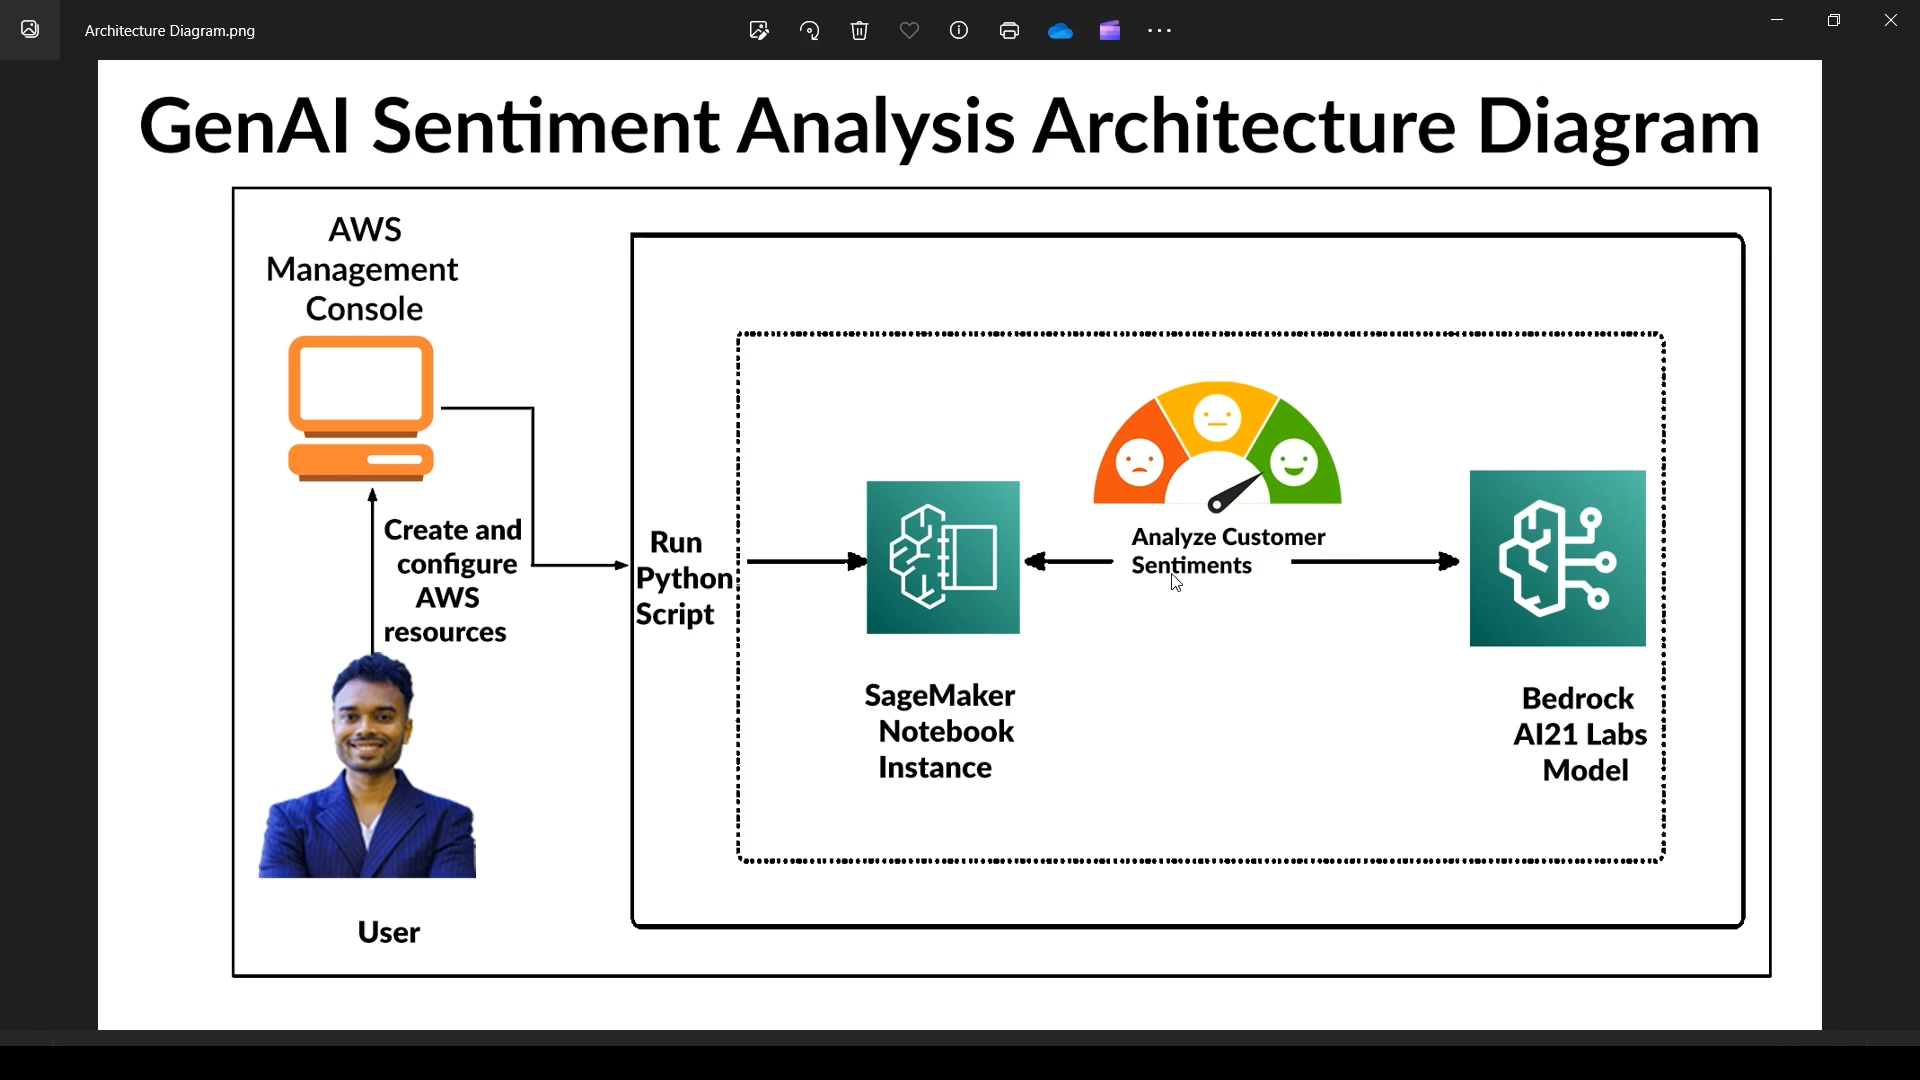 Architecture Diagram.png
GenAI Sentiment Analysis Architecture Diagram
AWS
Management
Console
Create and
configure
AWS
resources
User
Run
Python
Script
SageMaker
Notebook
Instance
Analyze Customer
Sentiments
Bedrock
AI21 Labs
Model